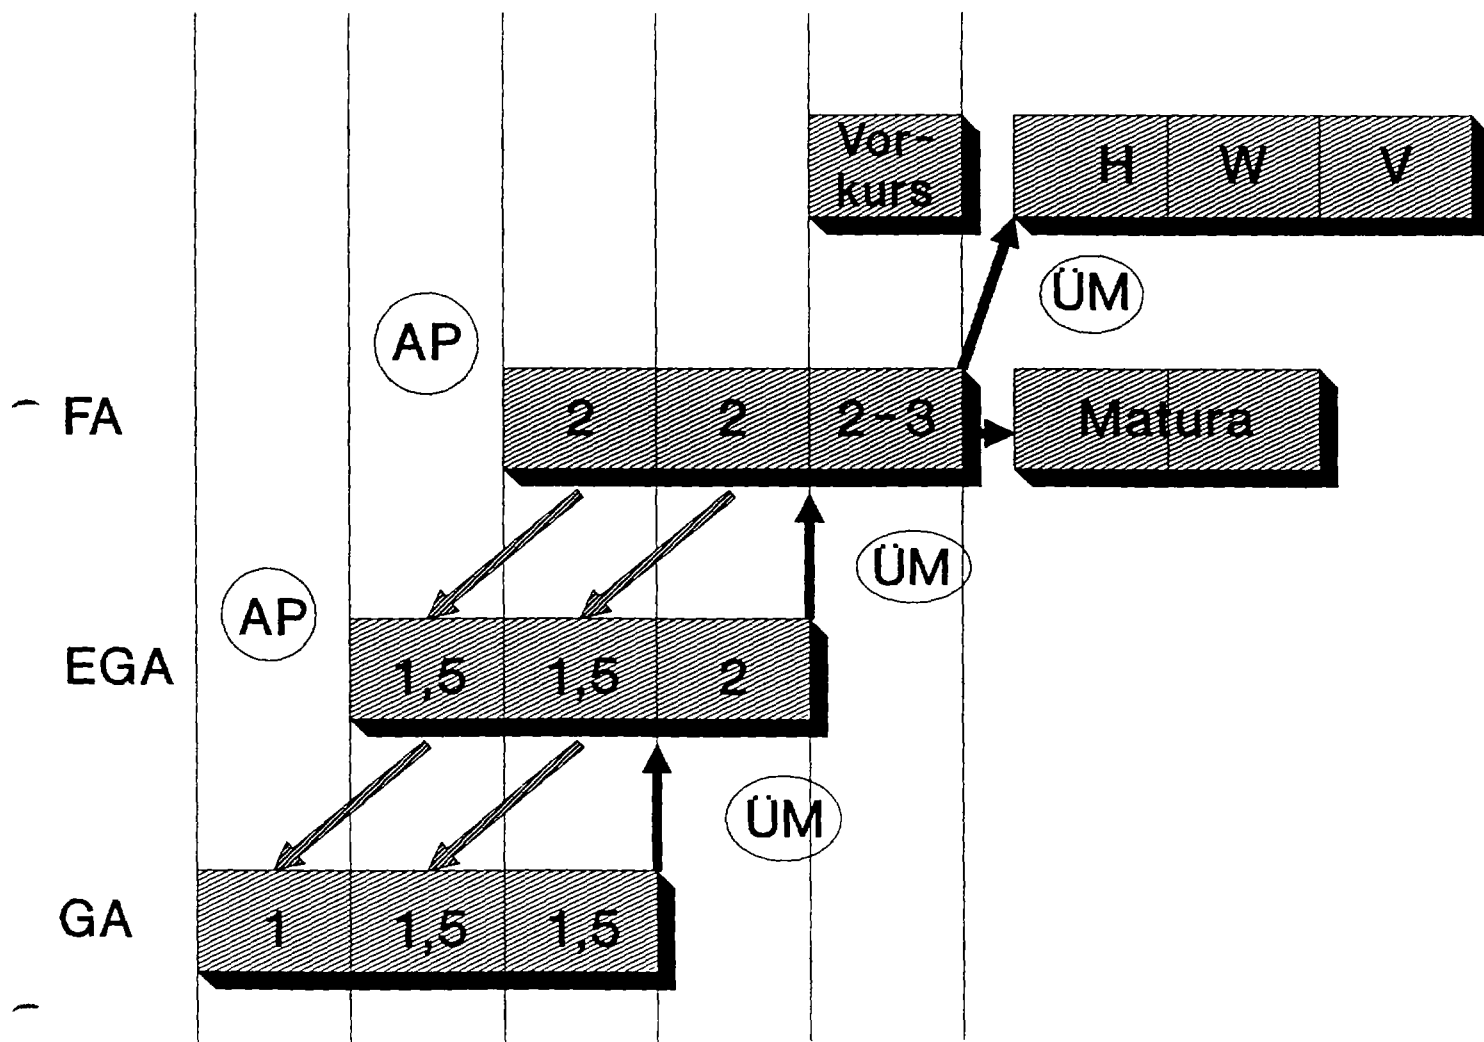 Vor-
kurs
H W V
ÜM
AP
FA 2 2 2-3 Matura
ÜM
AP
EGA 1,5 1,5 2
ÜM
GA 1 1,5 1,5